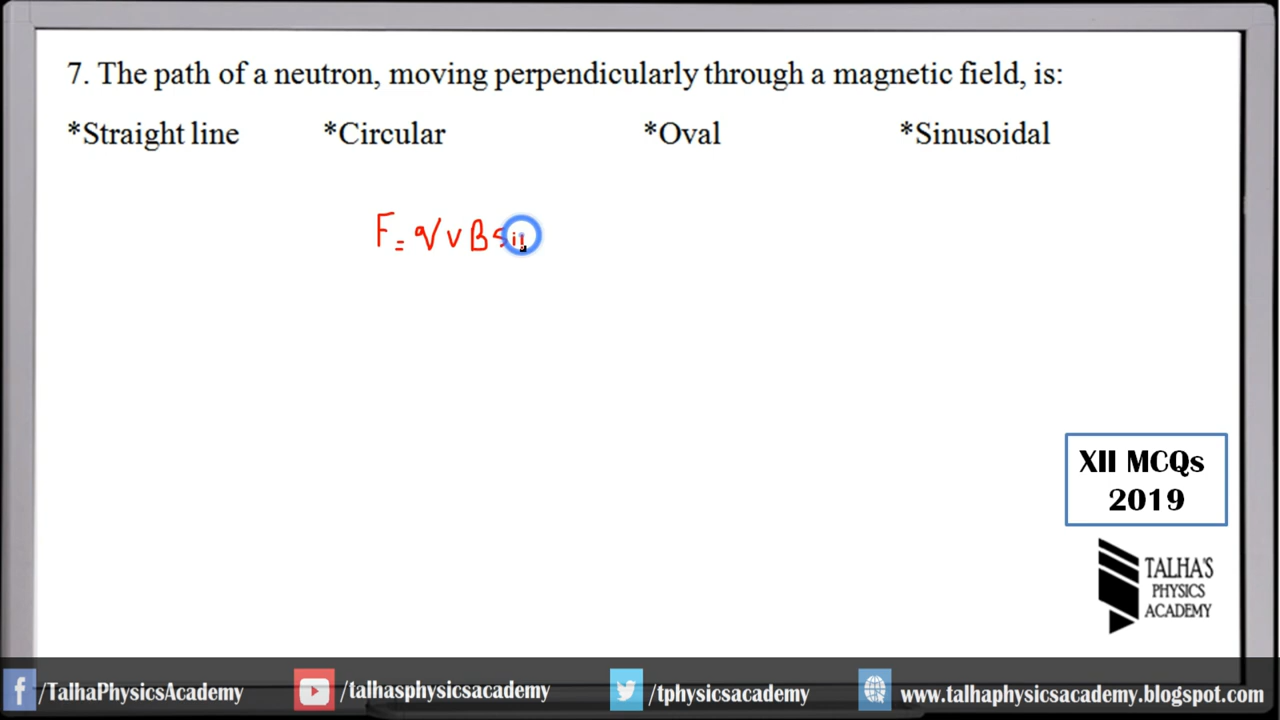 7. The path of a neutron, moving perpendicularly through a magnetic field, is:
*Straight line *Circular *Oval *Sinusoidal
F = qvB sin
XII MCQs
2019
TALHA'S
PHYSICS
ACADEMY
/TalhaPhysicsAcademy /talhasphysicsacademy /tphysicsacademy www.talhaphysicsacademy.blogspot.com